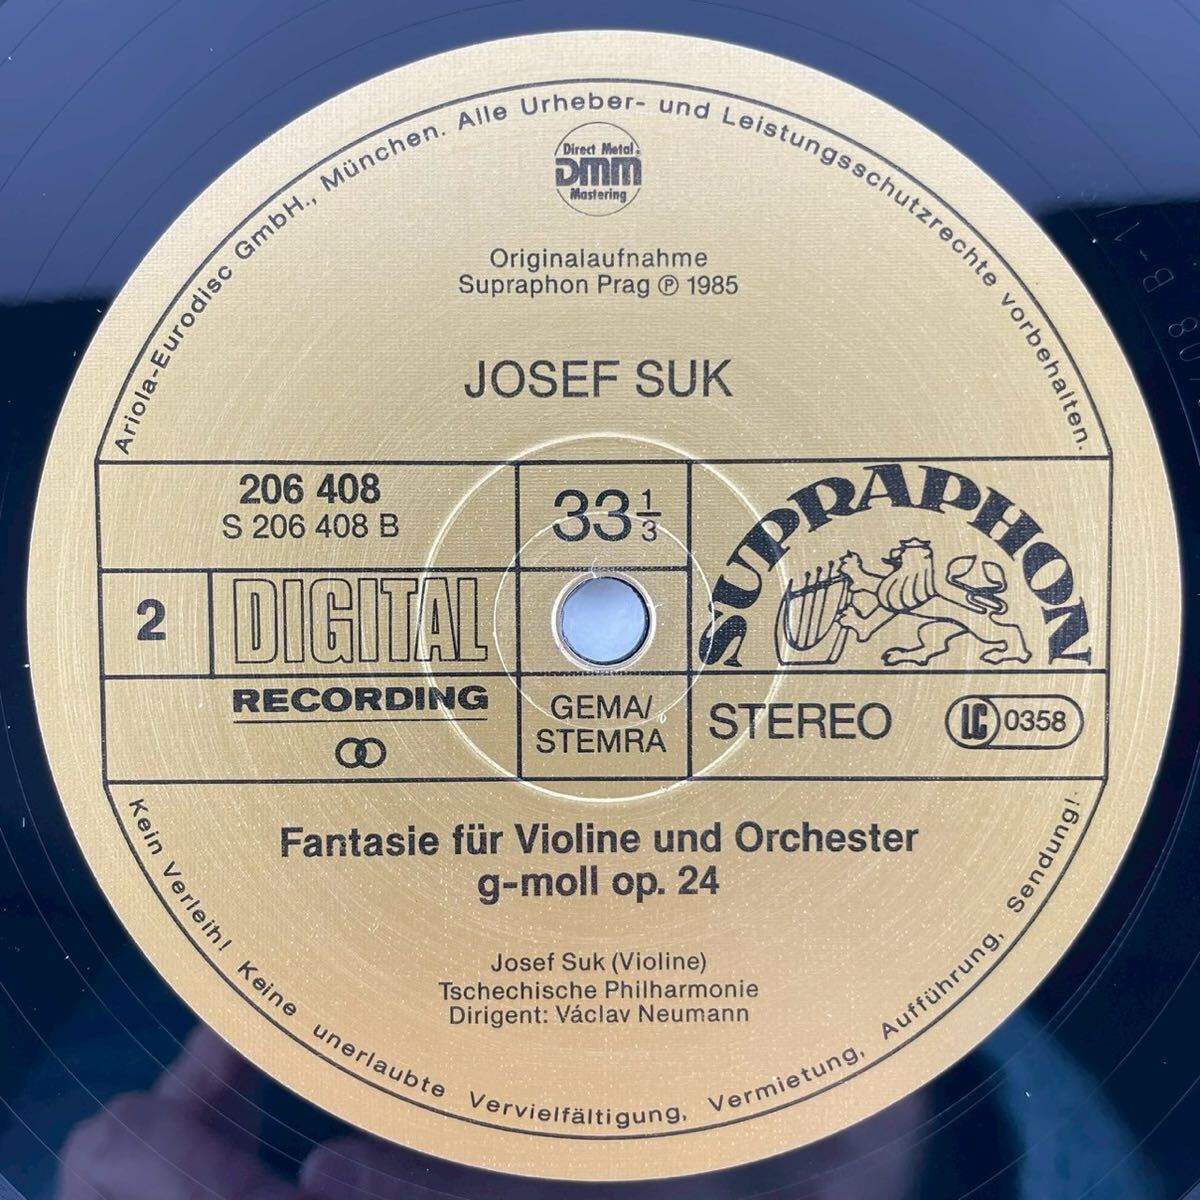 Ariola-Eurodisc GmbH., München. Alle Urheber- und Leistungsschutzrechte vorbehalten.
Direct Metal
DMM
Mastering
Originalaufnahme
Supraphon Prag ℗ 1985
JOSEF SUK
206 408
S 206 408 B
33 1/3
SUPRAPHON
2
DIGITAL
RECORDING
GEMA/
STEMRA
STEREO
LC 0358
Fantasie für Violine und Orchester
g-moll op. 24
Josef Suk (Violine)
Tschechische Philharmonie
Dirigent: Václav Neumann
Kein Verleih! Keine unerlaubte Vervielfältigung, Vermietung, Aufführung, Sendung!